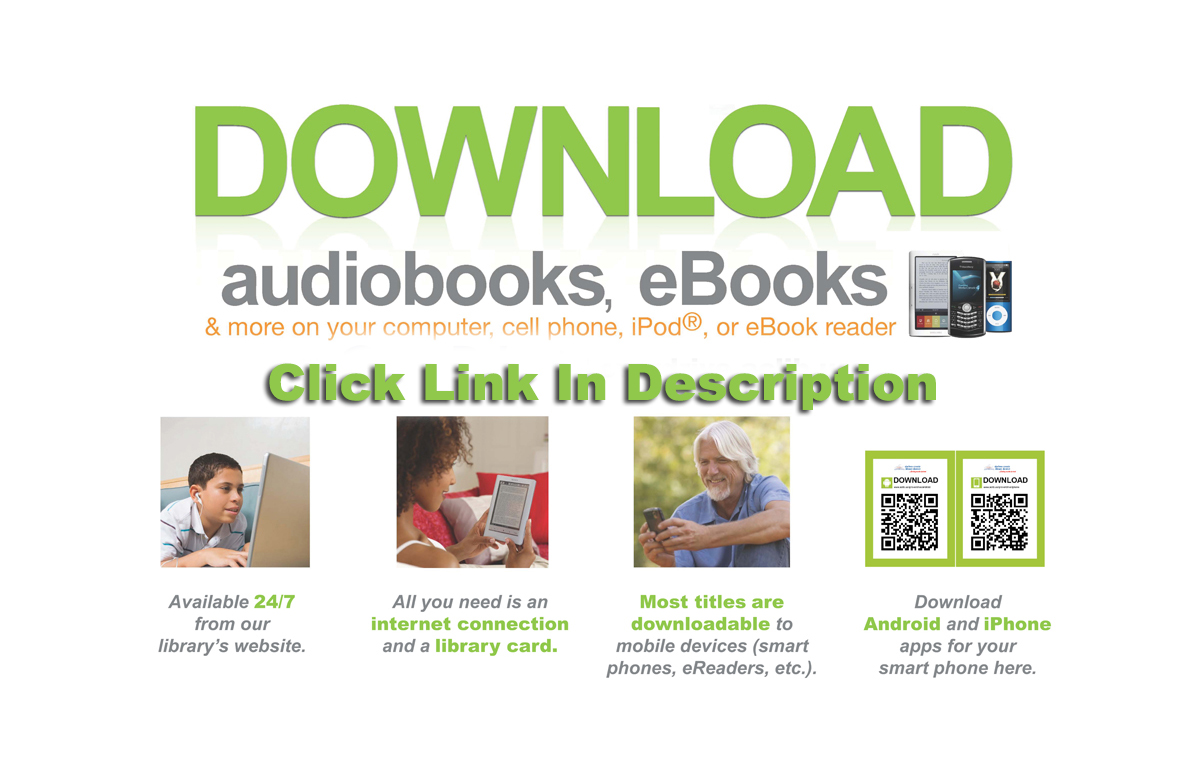 DOWNLOAD
audiobooks, eBooks
& more on your computer, cell phone, iPod®, or eBook reader
Click Link In Description
Available 24/7
from our
library's website.
All you need is an
internet connection
and a library card.
Most titles are
downloadable to
mobile devices (smart
phones, eReaders, etc.).
DOWNLOAD
DOWNLOAD
Download
Android and iPhone
apps for your
smart phone here.